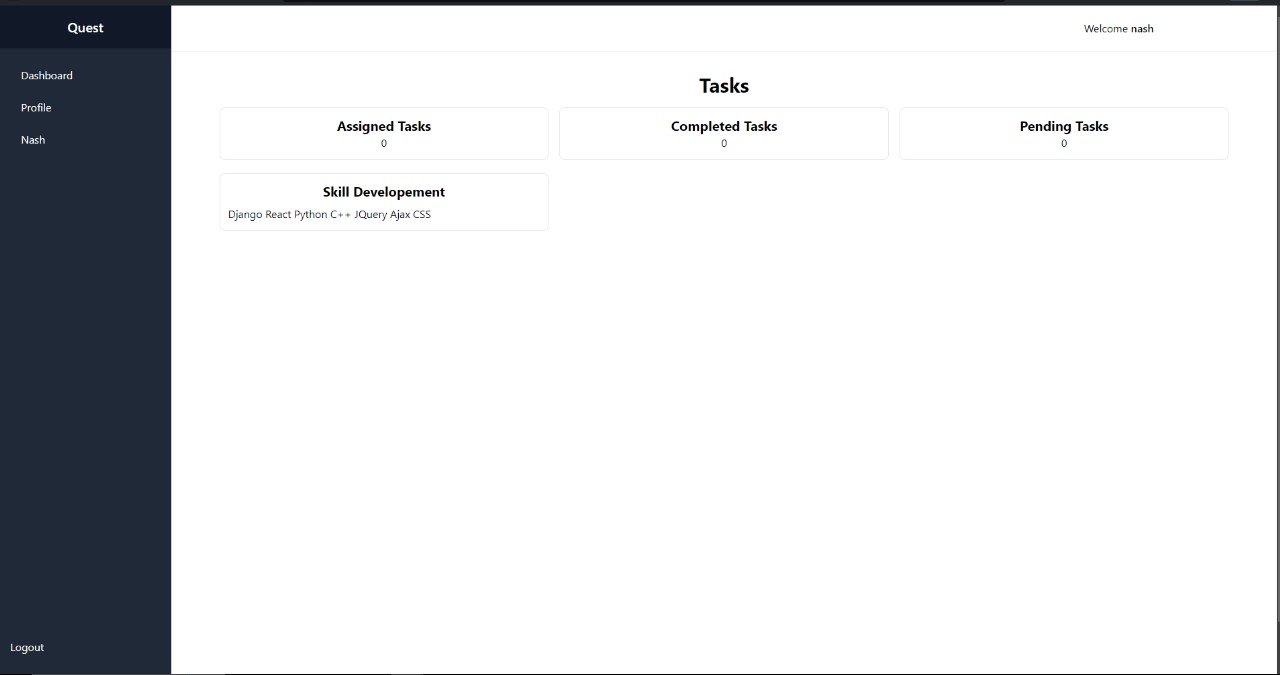 Quest
Welcome nash
Dashboard
Profile
Nash
Logout
Tasks
Assigned Tasks
0
Completed Tasks
0
Pending Tasks
0
Skill Developement
Django React Python C++ JQuery Ajax CSS